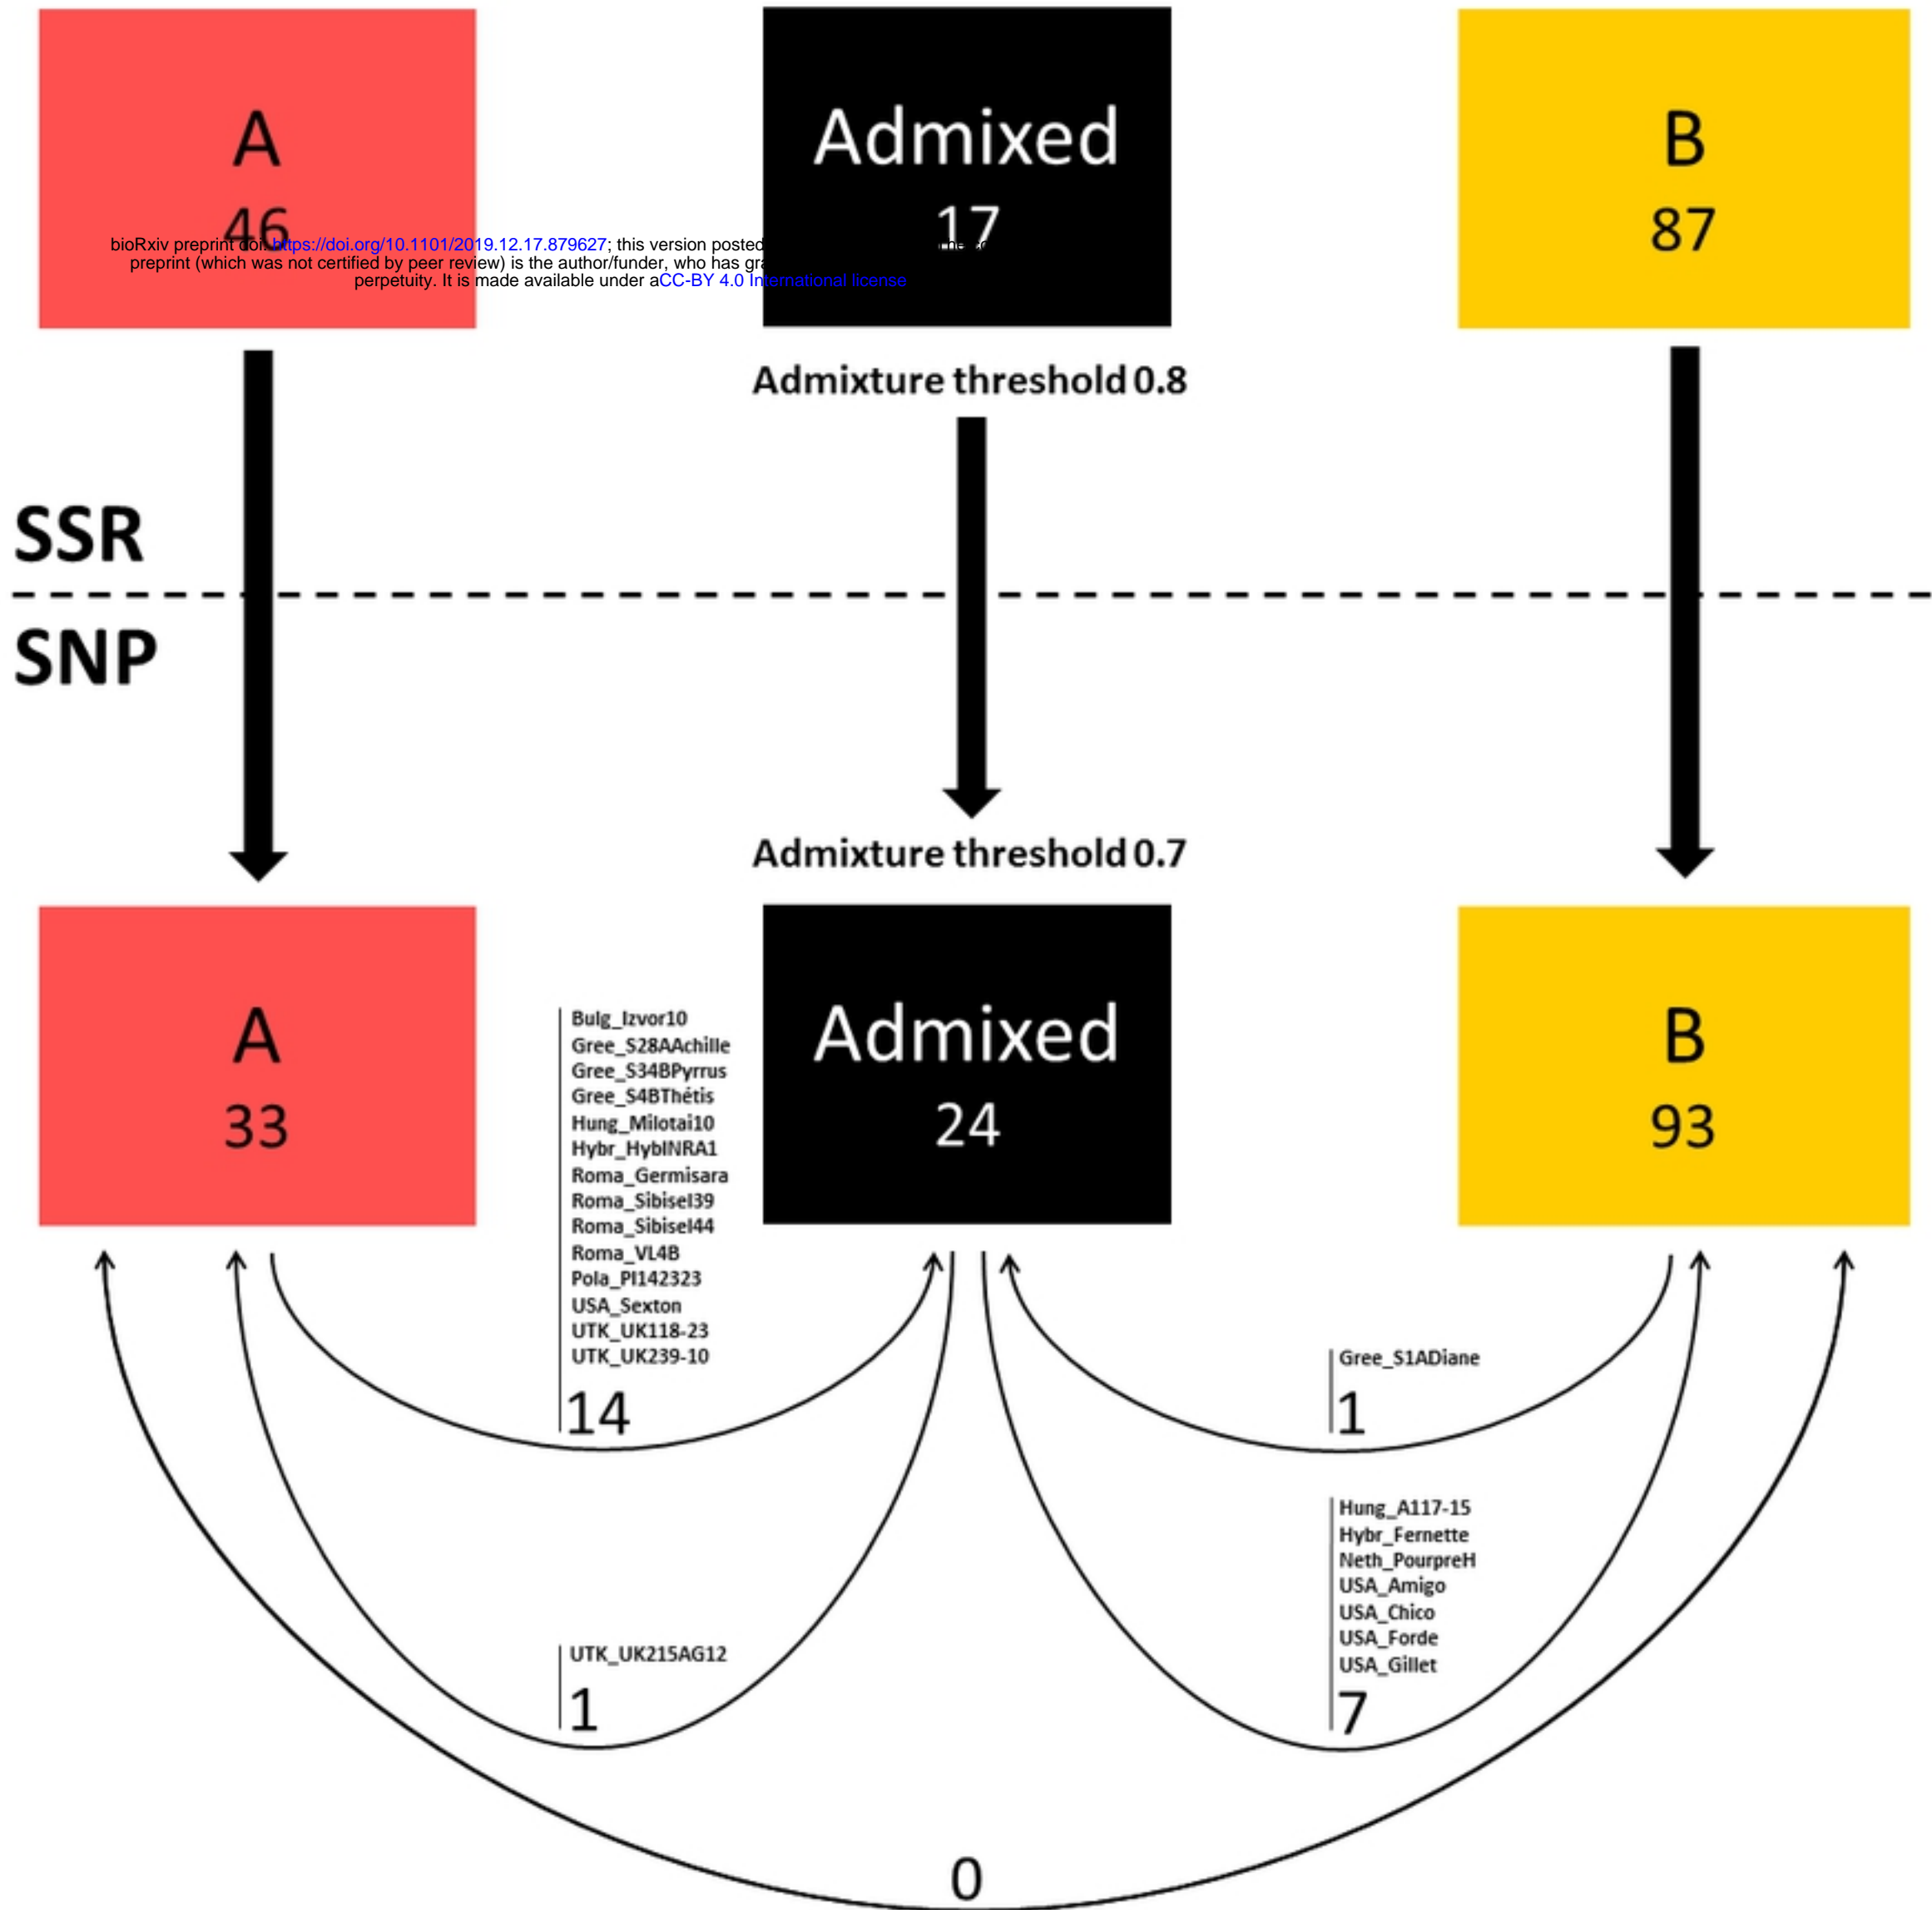 A
46
Admixed
17
B
87
bioRxiv preprint doi: https://doi.org/10.1101/2019.12.17.879627; this version posted
preprint (which was not certified by peer review) is the author/funder, who has
perpetuity. It is made available under aCC-BY 4.0 International license
Admixture threshold 0.8
SSR
SNP
Admixture threshold 0.7
A
33
Admixed
24
B
93
Bulg_Izvor10
Gree_S28AAchille
Gree_S34BPyrrus
Gree_S4BThétis
Hung_Milotai10
Hybr_HybINRA1
Roma_Germisara
Roma_Sibisel39
Roma_Sibisel44
Roma_VL4B
Pola_PI142323
USA_Sexton
UTK_UK118-23
UTK_UK239-10
14
Gree_S1ADiane
1
Hung_A117-15
Hybr_Fernette
Neth_PourpreH
USA_Amigo
USA_Chico
USA_Forde
USA_Gillet
7
UTK_UK215AG12
1
0